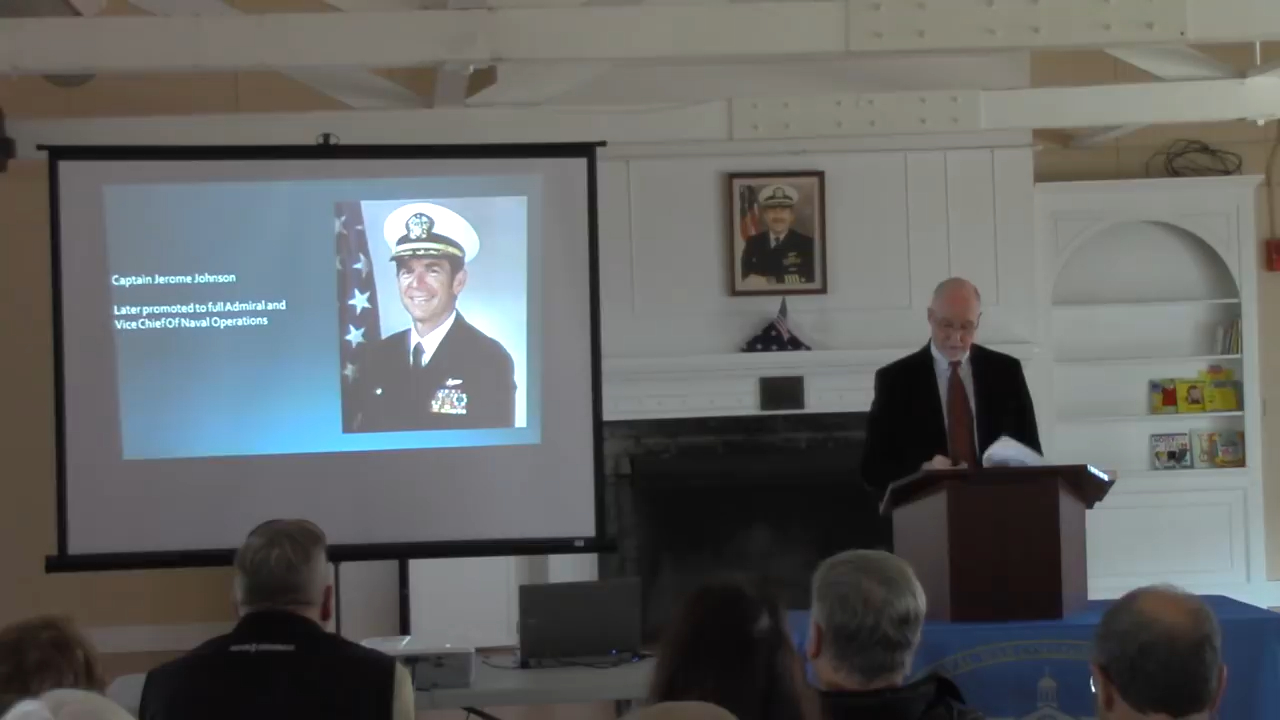 Captain Jerome Johnson
Later promoted to full Admiral and
Vice Chief Of Naval Operations